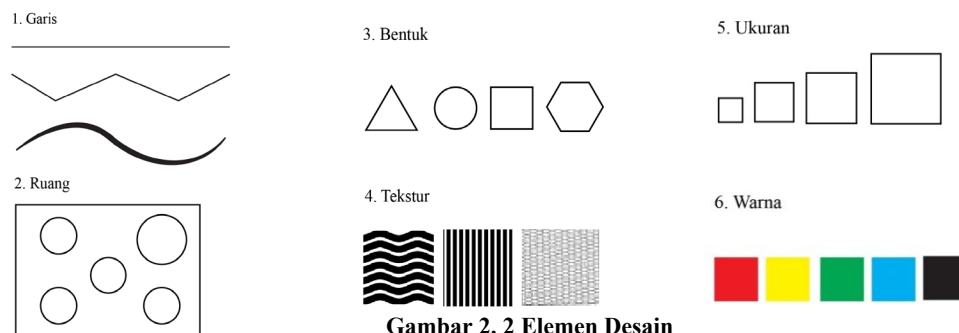 1. Garis
2. Ruang
3. Bentuk
4. Tekstur
5. Ukuran
6. Warna
Gambar 2. 2 Elemen Desain